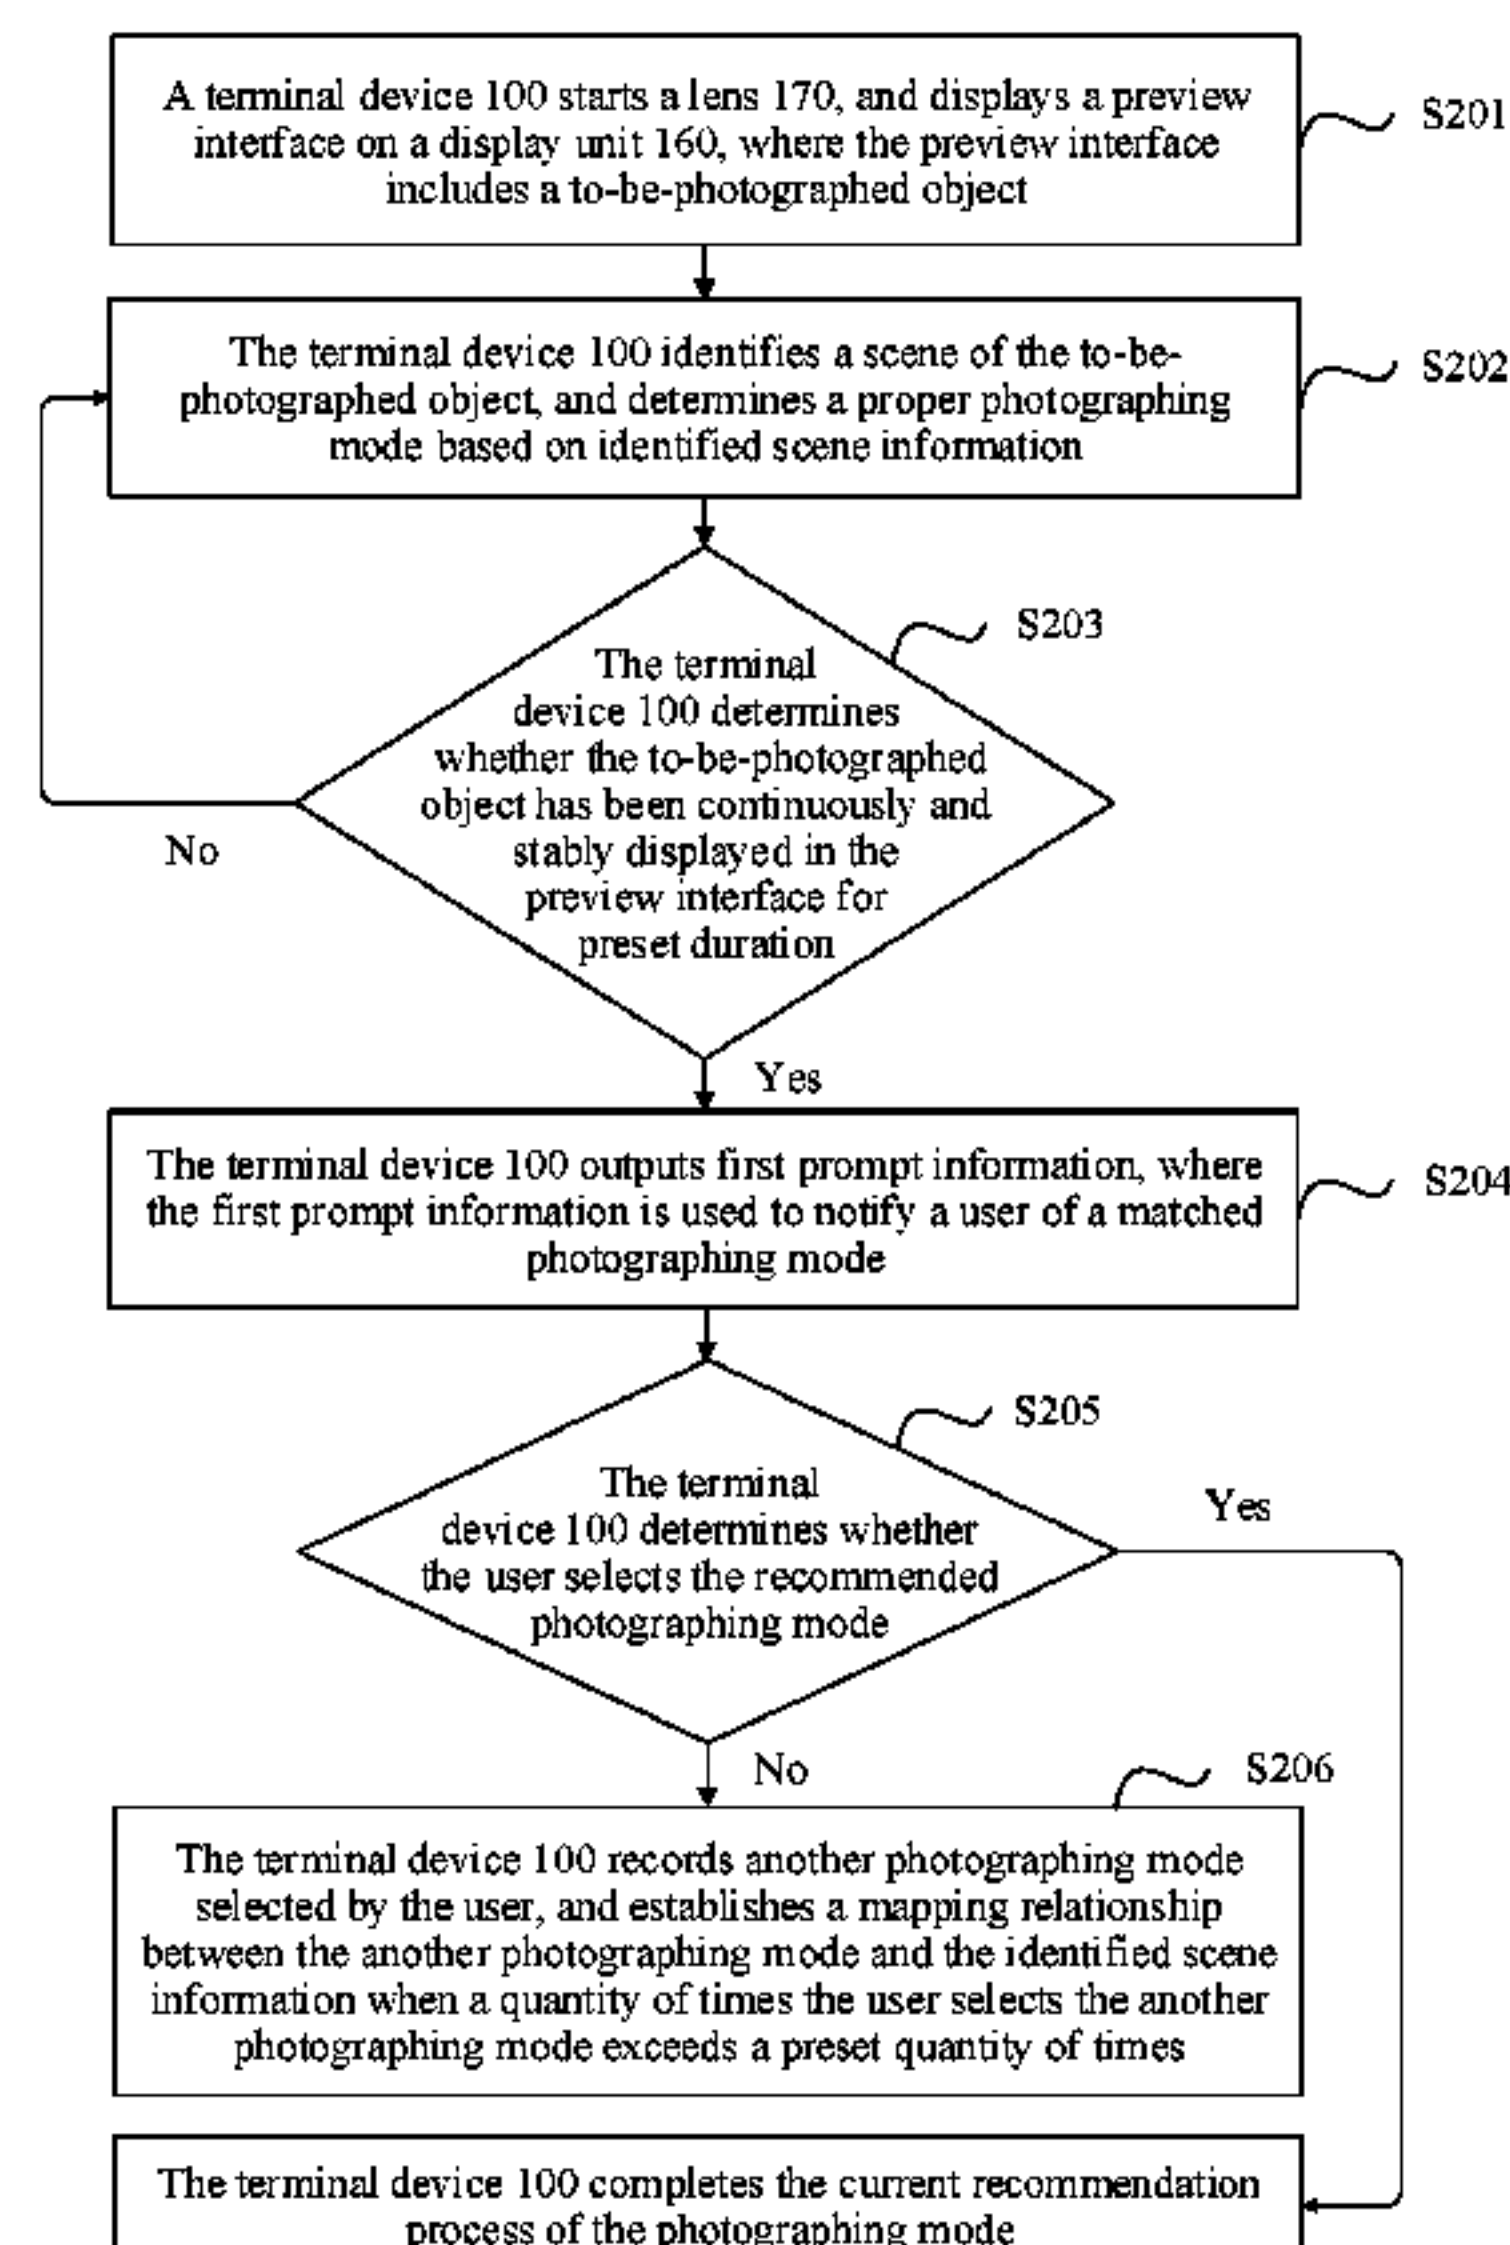 A terminal device 100 starts a lens 170, and displays a preview
interface on a display unit 160, where the preview interface
includes a to-be-photographed object
S201
The terminal device 100 identifies a scene of the to-be-
photographed object, and determines a proper photographing
mode based on identified scene information
S202
S203
The terminal
device 100 determines
whether the to-be-photographed
object has been continuously and
stably displayed in the
preview interface for
preset duration
No
Yes
The terminal device 100 outputs first prompt information, where
the first prompt information is used to notify a user of a matched
photographing mode
S204
S205
The terminal
device 100 determines whether
the user selects the recommended
photographing mode
Yes
No
S206
The terminal device 100 records another photographing mode
selected by the user, and establishes a mapping relationship
between the another photographing mode and the identified scene
information when a quantity of times the user selects the another
photographing mode exceeds a preset quantity of times
The terminal device 100 completes the current recommendation
process of the photographing mode